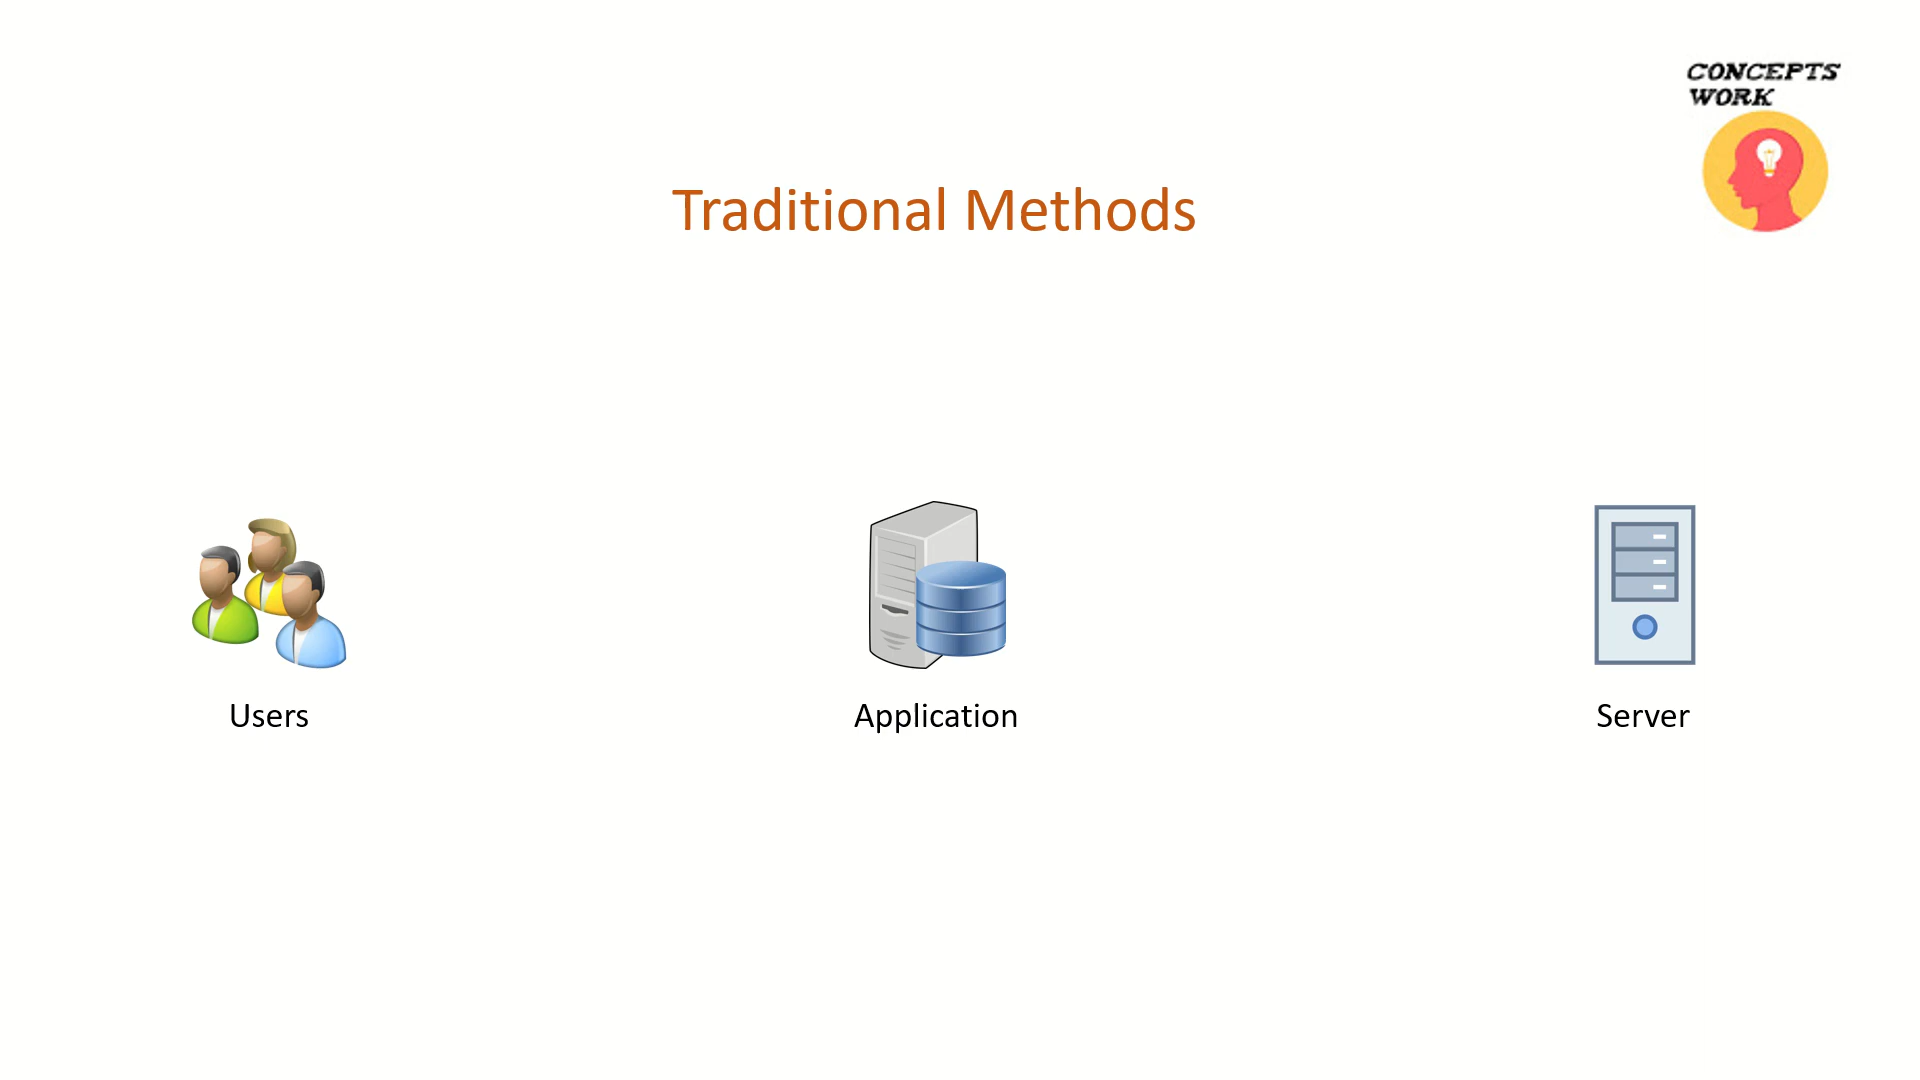 CONCEPTS
WORK
Traditional Methods
Users
Application
Server